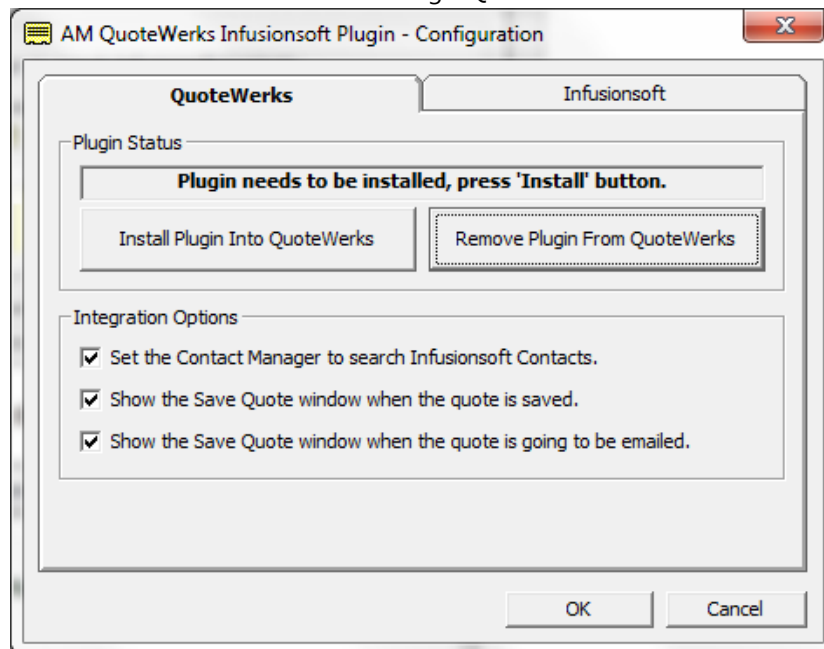 AM QuoteWerks Infusionsoft Plugin - Configuration
QuoteWerks
Infusionsoft
Plugin Status
Plugin needs to be installed, press 'Install' button.
Install Plugin Into QuoteWerks
Remove Plugin From QuoteWerks
Integration Options
Set the Contact Manager to search Infusionsoft Contacts.
Show the Save Quote window when the quote is saved.
Show the Save Quote window when the quote is going to be emailed.
OK
Cancel